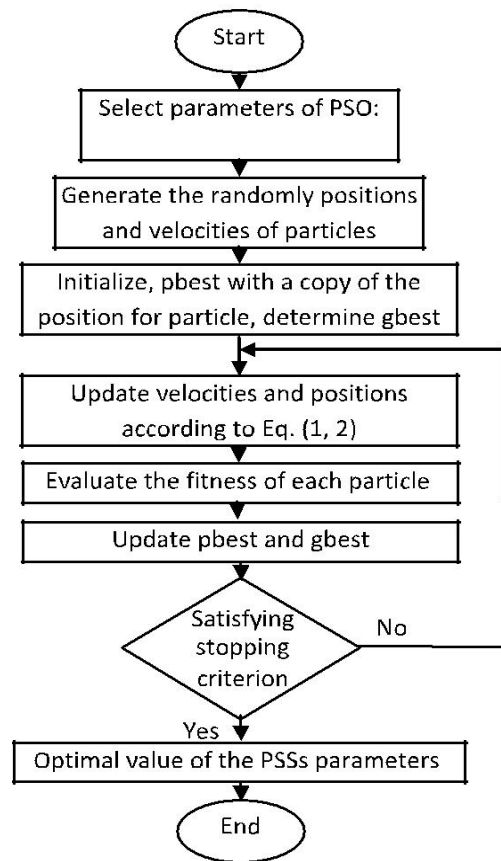 Start
Select parameters of PSO:
Generate the randomly positions
and velocities of particles
Initialize, pbest with a copy of the
position for particle, determine gbest
Update velocities and positions
according to Eq. (1, 2)
Evaluate the fitness of each particle
Update pbest and gbest
Satisfying
stopping
criterion
No
Yes
Optimal value of the PSSs parameters
End